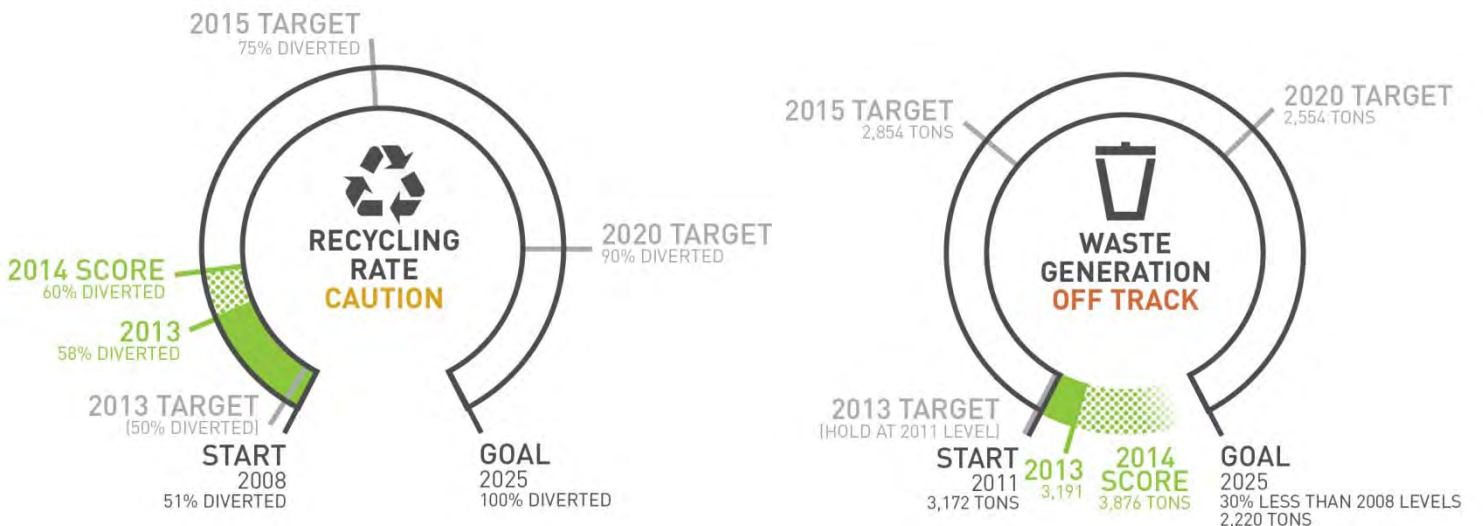 2015 TARGET
75% DIVERTED
RECYCLING
RATE
CAUTION
2020 TARGET
90% DIVERTED
2014 SCORE
60% DIVERTED
2013
58% DIVERTED
2013 TARGET
(50% DIVERTED)
START
2008
51% DIVERTED
GOAL
2025
100% DIVERTED
2015 TARGET
2,854 TONS
2020 TARGET
2,554 TONS
WASTE
GENERATION
OFF TRACK
2013 TARGET
(HOLD AT 2011 LEVEL)
START
2011
3,172 TONS
2013
3,191
2014
SCORE
3,876 TONS
GOAL
2025
30% LESS THAN 2008 LEVELS
2,220 TONS